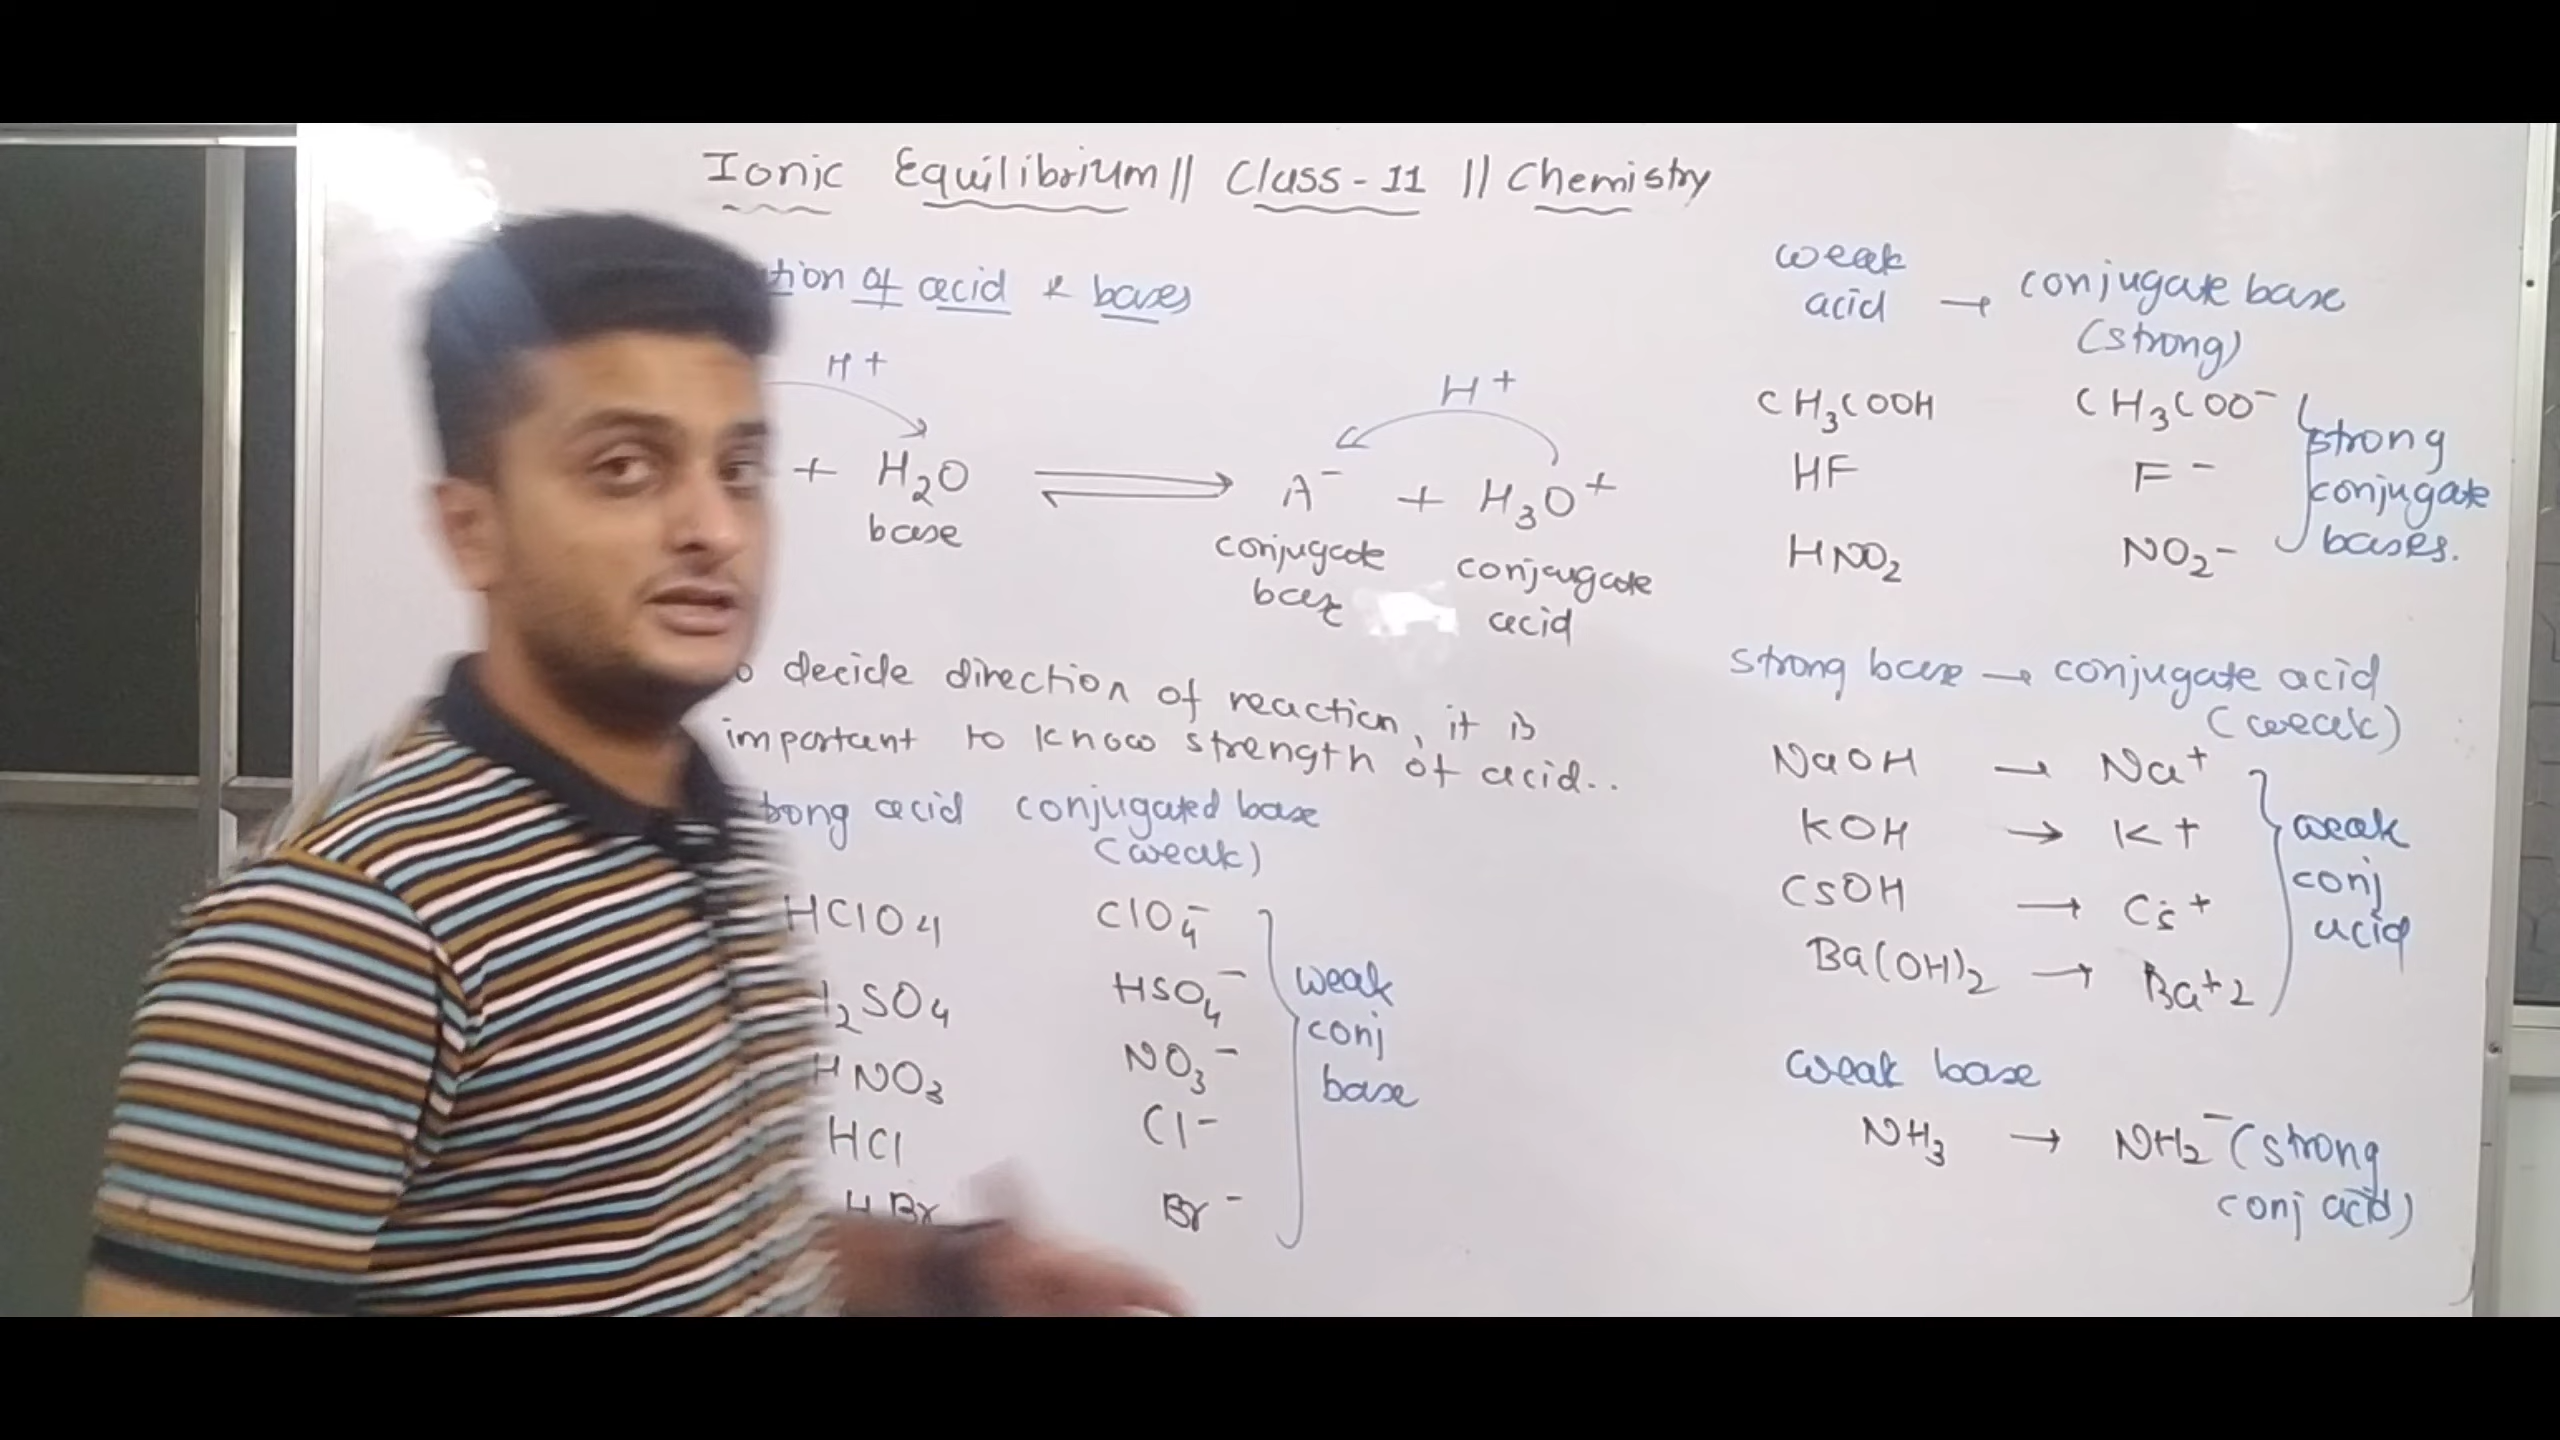 Ionic Equilibrium || Class-11 || Chemistry
of acid & bases
H+
H+
+ H2O ⇌ A- + H3O+
base
conjugate base
conjugate acid
decide direction of reaction, it is
important to know strength of acid..
acid conjugated base
(weak)
HClO4 ClO4-
SO4 HSO4-
HNO3 NO3-
HCl Cl-
HBr Br-
weak
conj
base
weak
acid → conjugate base
(strong)
CH3COOH CH3COO-
HF F-
HNO2 NO2-
strong
conjugate
bases.
strong base → conjugate acid
(weak)
NaOH → Na+
KOH → K+
CsOH → Cs+
Ba(OH)2 → Ba+2
weak
conj
acid
weak base
NH3 → NH2- (strong
conj acid)